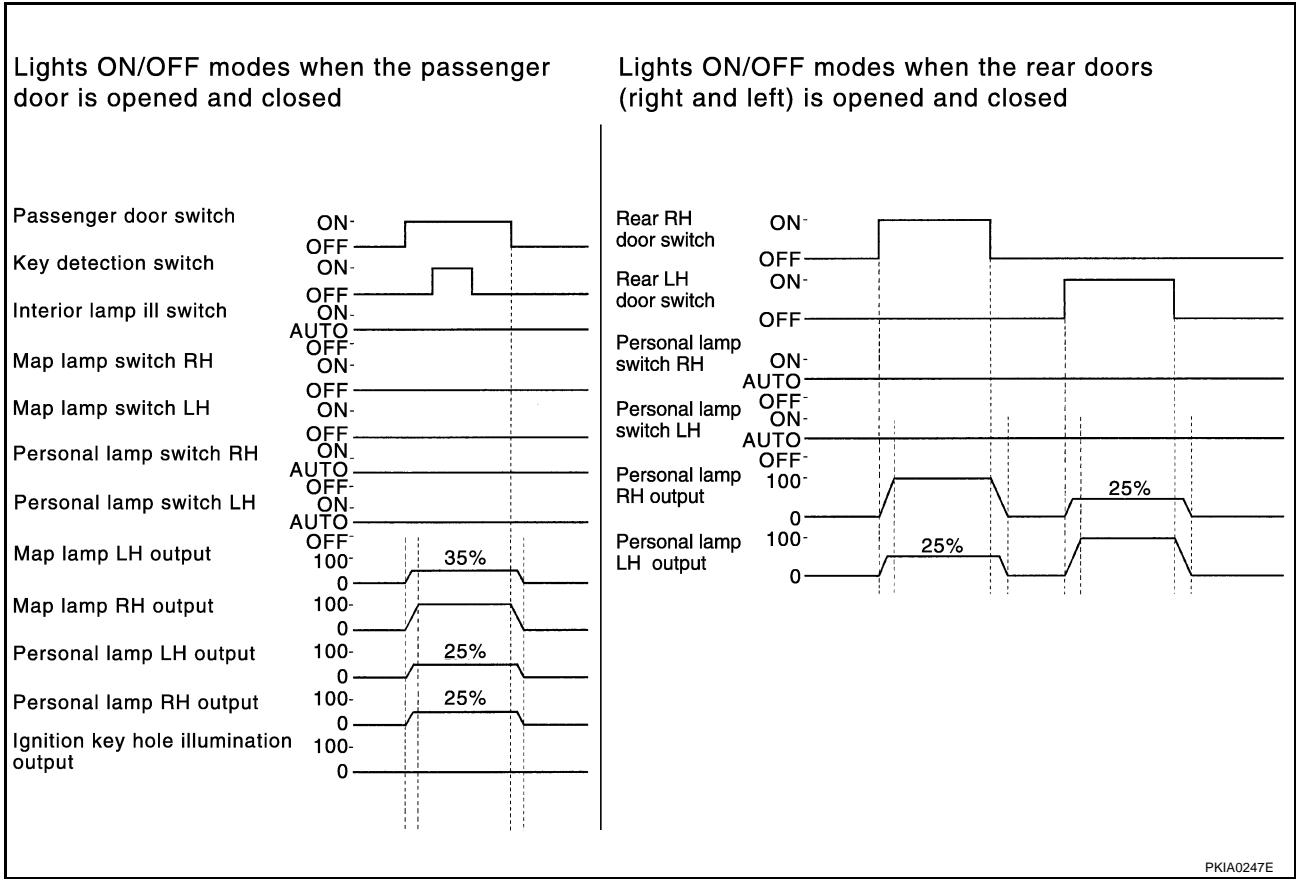 Lights ON/OFF modes when the passenger
door is opened and closed
Passenger door switch
ON
OFF
Key detection switch
ON
OFF
Interior lamp ill switch
ON
AUTO
OFF
Map lamp switch RH
ON
OFF
Map lamp switch LH
ON
OFF
Personal lamp switch RH
ON
AUTO
OFF
Personal lamp switch LH
ON
AUTO
OFF
Map lamp LH output
100
35%
0
Map lamp RH output
100
0
Personal lamp LH output
100
25%
0
Personal lamp RH output
100
25%
0
Ignition key hole illumination
output
100
0
Lights ON/OFF modes when the rear doors
(right and left) is opened and closed
Rear RH
door switch
ON
OFF
Rear LH
door switch
ON
OFF
Personal lamp
switch RH
ON
AUTO
OFF
Personal lamp
switch LH
ON
AUTO
OFF
Personal lamp
RH output
100
25%
0
Personal lamp
LH output
100
25%
0
PKIA0247E